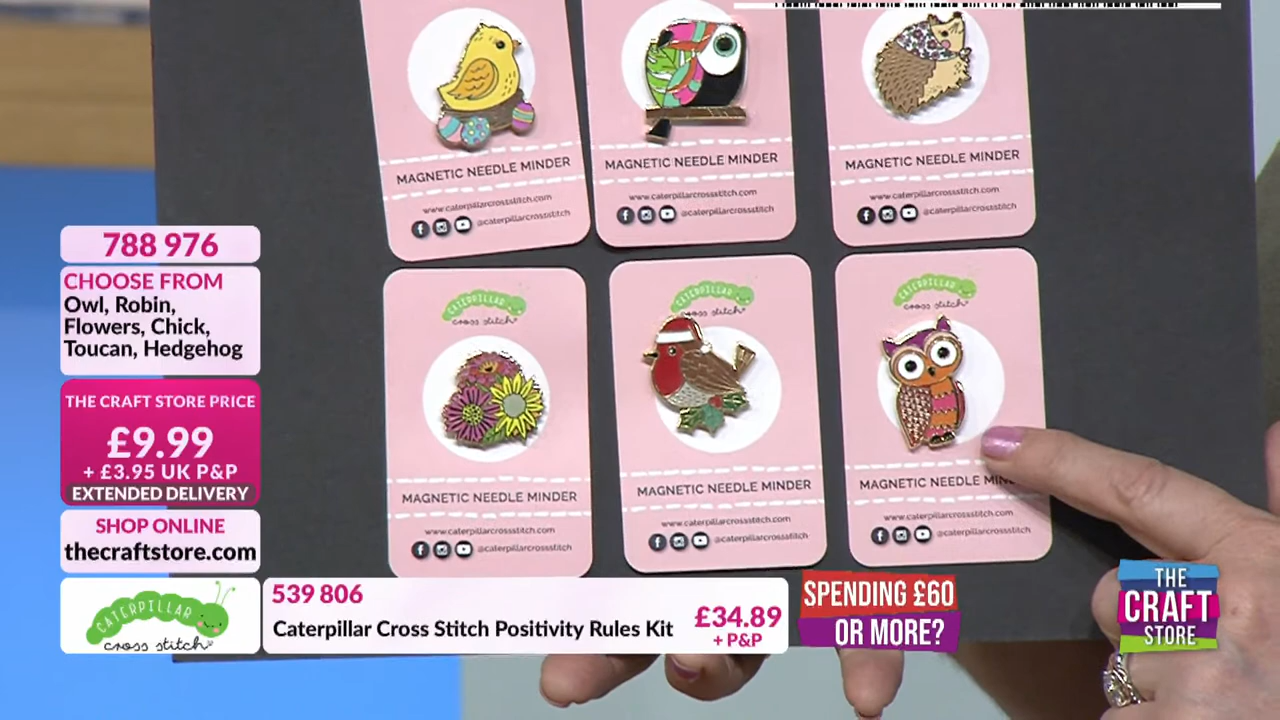 MAGNETIC NEEDLE MINDER
www.caterpillarcrossstitch.com
@caterpillarcrossstitch
MAGNETIC NEEDLE MINDER
www.caterpillarcrossstitch.com
@caterpillarcrossstitch
MAGNETIC NEEDLE MINDER
www.caterpillarcrossstitch.com
@caterpillarcrossstitch
CATERPILLAR
cross stitch
MAGNETIC NEEDLE MINDER
www.caterpillarcrossstitch.com
@caterpillarcrossstitch
CATERPILLAR
cross stitch
MAGNETIC NEEDLE MINDER
www.caterpillarcrossstitch.com
@caterpillarcrossstitch
CATERPILLAR
cross stitch
MAGNETIC NEEDLE
www.caterpillarcrossstitch.com
@caterpillarcrossstitch
788 976
CHOOSE FROM
Owl, Robin,
Flowers, Chick,
Toucan, Hedgehog
THE CRAFT STORE PRICE
£9.99
+ £3.95 UK P&P
EXTENDED DELIVERY
SHOP ONLINE
thecraftstore.com
CATERPILLAR
cross stitch
539 806
Caterpillar Cross Stitch Positivity Rules Kit
£34.89
+ P&P
SPENDING £60
OR MORE?
THE
CRAFT
STORE